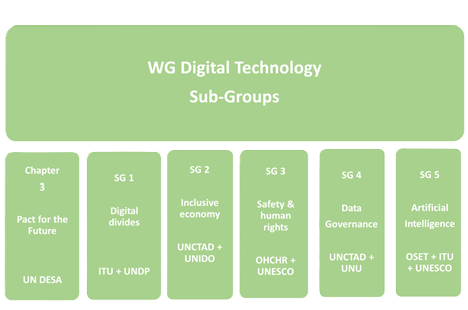 WG Digital Technology
Sub-Groups
Chapter
3
Pact for the
Future
UN DESA
SG 1
Digital
divides
ITU + UNDP
SG 2
Inclusive
economy
UNCTAD +
UNIDO
SG 3
Safety &
human
rights
OHCHR +
UNESCO
SG 4
Data
Governance
UNCTAD +
UNU
SG 5
Artificial
Intelligence
OSET + ITU
+ UNESCO